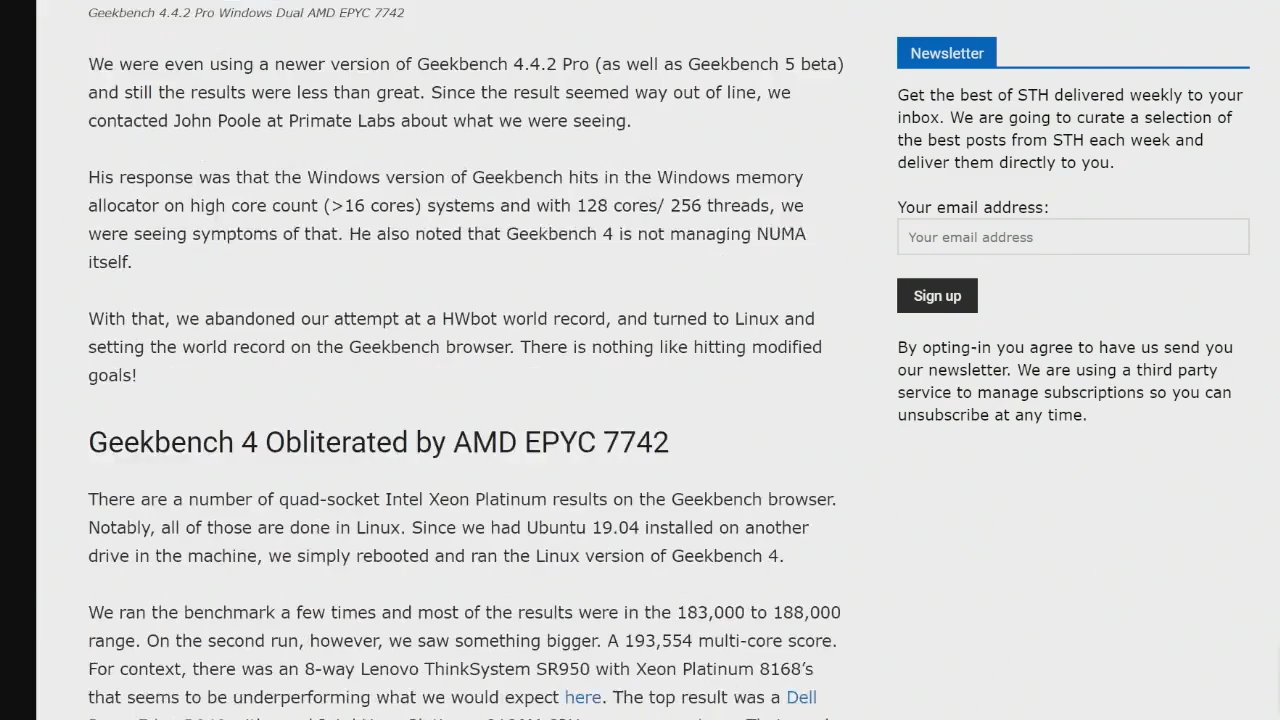 Geekbench 4.4.2 Pro Windows Dual AMD EPYC 7742
We were even using a newer version of Geekbench 4.4.2 Pro (as well as Geekbench 5 beta)
and still the results were less than great. Since the result seemed way out of line, we
contacted John Poole at Primate Labs about what we were seeing.
His response was that the Windows version of Geekbench hits in the Windows memory
allocator on high core count (>16 cores) systems and with 128 cores/ 256 threads, we
were seeing symptoms of that. He also noted that Geekbench 4 is not managing NUMA
itself.
With that, we abandoned our attempt at a HWbot world record, and turned to Linux and
setting the world record on the Geekbench browser. There is nothing like hitting modified
goals!
Geekbench 4 Obliterated by AMD EPYC 7742
There are a number of quad-socket Intel Xeon Platinum results on the Geekbench browser.
Notably, all of those are done in Linux. Since we had Ubuntu 19.04 installed on another
drive in the machine, we simply rebooted and ran the Linux version of Geekbench 4.
We ran the benchmark a few times and most of the results were in the 183,000 to 188,000
range. On the second run, however, we saw something bigger. A 193,554 multi-core score.
For context, there was an 8-way Lenovo ThinkSystem SR950 with Xeon Platinum 8168's
that seems to be underperforming what we would expect here. The top result was a Dell
Newsletter
Get the best of STH delivered weekly to your
inbox. We are going to curate a selection of
the best posts from STH each week and
deliver them directly to you.
Your email address:
Your email address
Sign up
By opting-in you agree to have us send you
our newsletter. We are using a third party
service to manage subscriptions so you can
unsubscribe at any time.